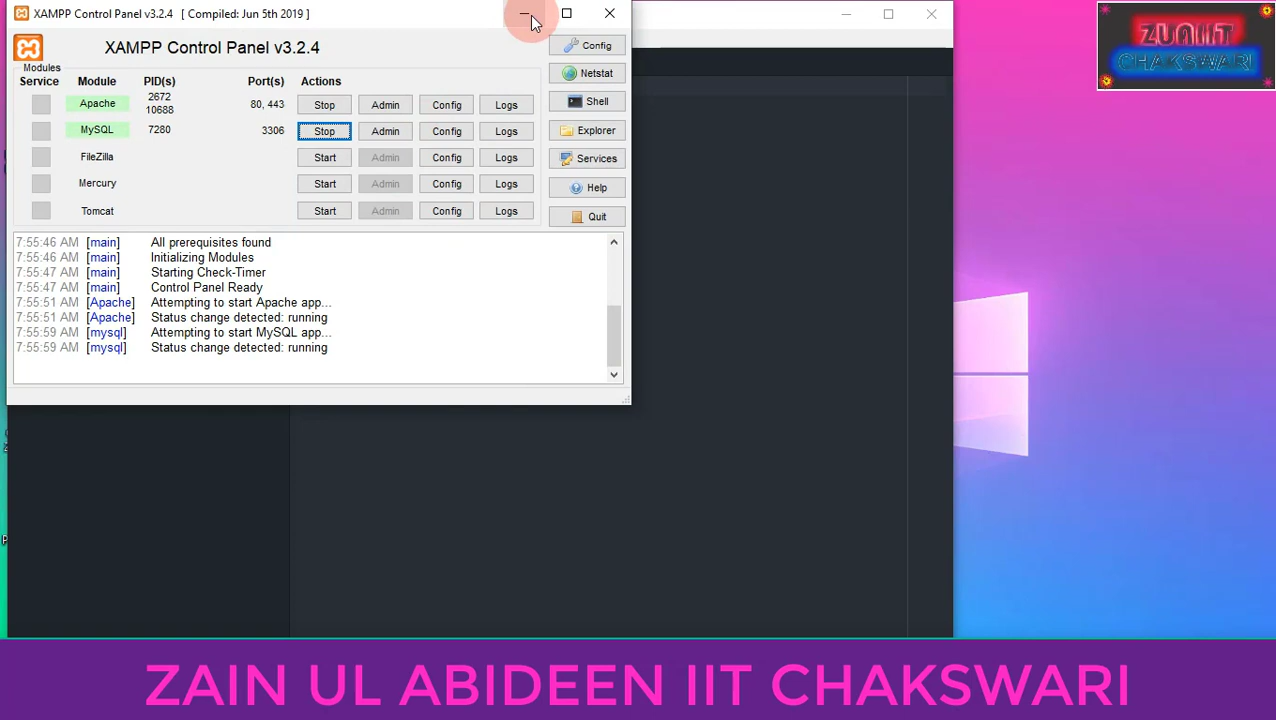 XAMPP Control Panel v3.2.4 [ Compiled: Jun 5th 2019 ]
XAMPP Control Panel v3.2.4
Config
Modules
Service Module PID(s) Port(s) Actions
Netstat
Apache 2672 10688 80, 443 Stop Admin Config Logs
Shell
MySQL 7280 3306 Stop Admin Config Logs
Explorer
FileZilla Start Admin Config Logs
Services
Mercury Start Admin Config Logs
Help
Tomcat Start Admin Config Logs
Quit
7:55:46 AM [main] All prerequisites found
7:55:46 AM [main] Initializing Modules
7:55:47 AM [main] Starting Check-Timer
7:55:47 AM [main] Control Panel Ready
7:55:51 AM [Apache] Attempting to start Apache app...
7:55:51 AM [Apache] Status change detected: running
7:55:59 AM [mysql] Attempting to start MySQL app...
7:55:59 AM [mysql] Status change detected: running
CHAKSWARI
ZAIN UL ABIDEEN IIT CHAKSWARI